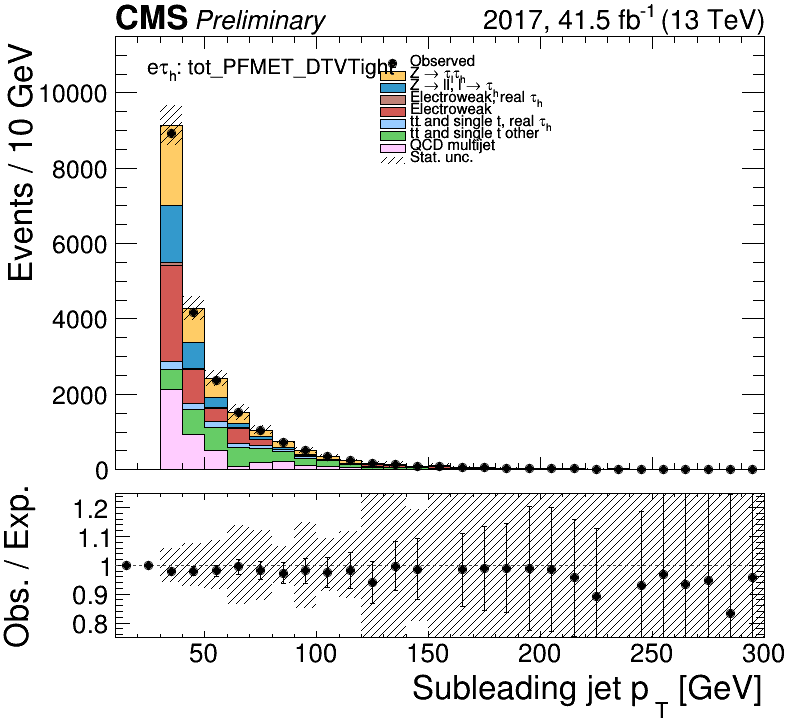 CMS Preliminary 2017, 41.5 fb⁻¹ (13 TeV)
eτₕ: tot_PFMET_DTVTight
Observed
Z → ττₕ
Z → ll, l → τₕ
Electroweak, real τₕ
Electroweak
tt and single t, real τₕ
tt and single t other
QCD multijet
Stat. unc.
Events / 10 GeV
10000
8000
6000
4000
2000
0
Obs. / Exp.
1.2
1.1
1
0.9
0.8
50 100 150 200 250 300
Subleading jet p_T [GeV]